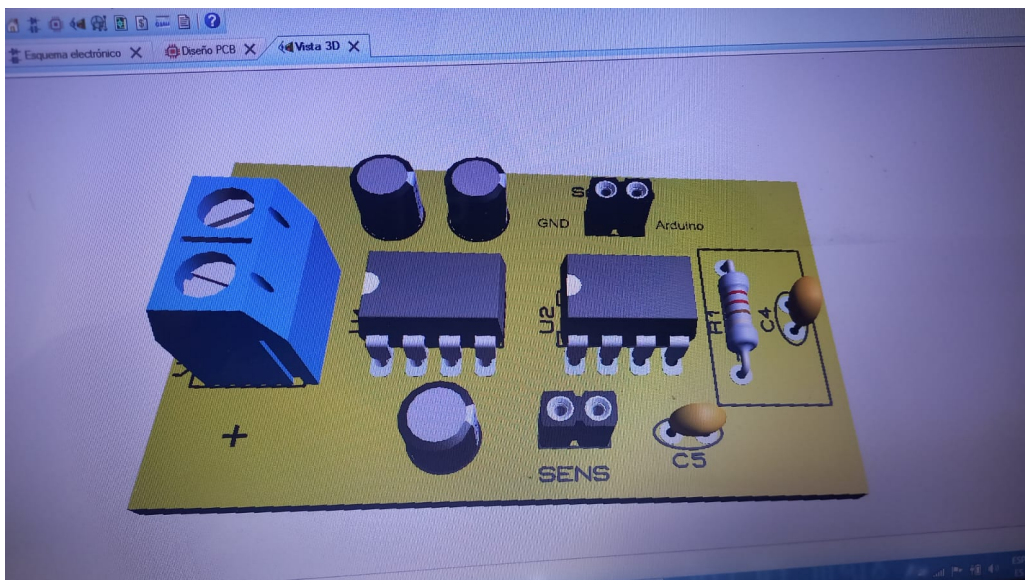 Esquema electrónico
Diseño PCB
Vista 3D
GND
Arduino
U2
R1
C4
+
SENS
C5